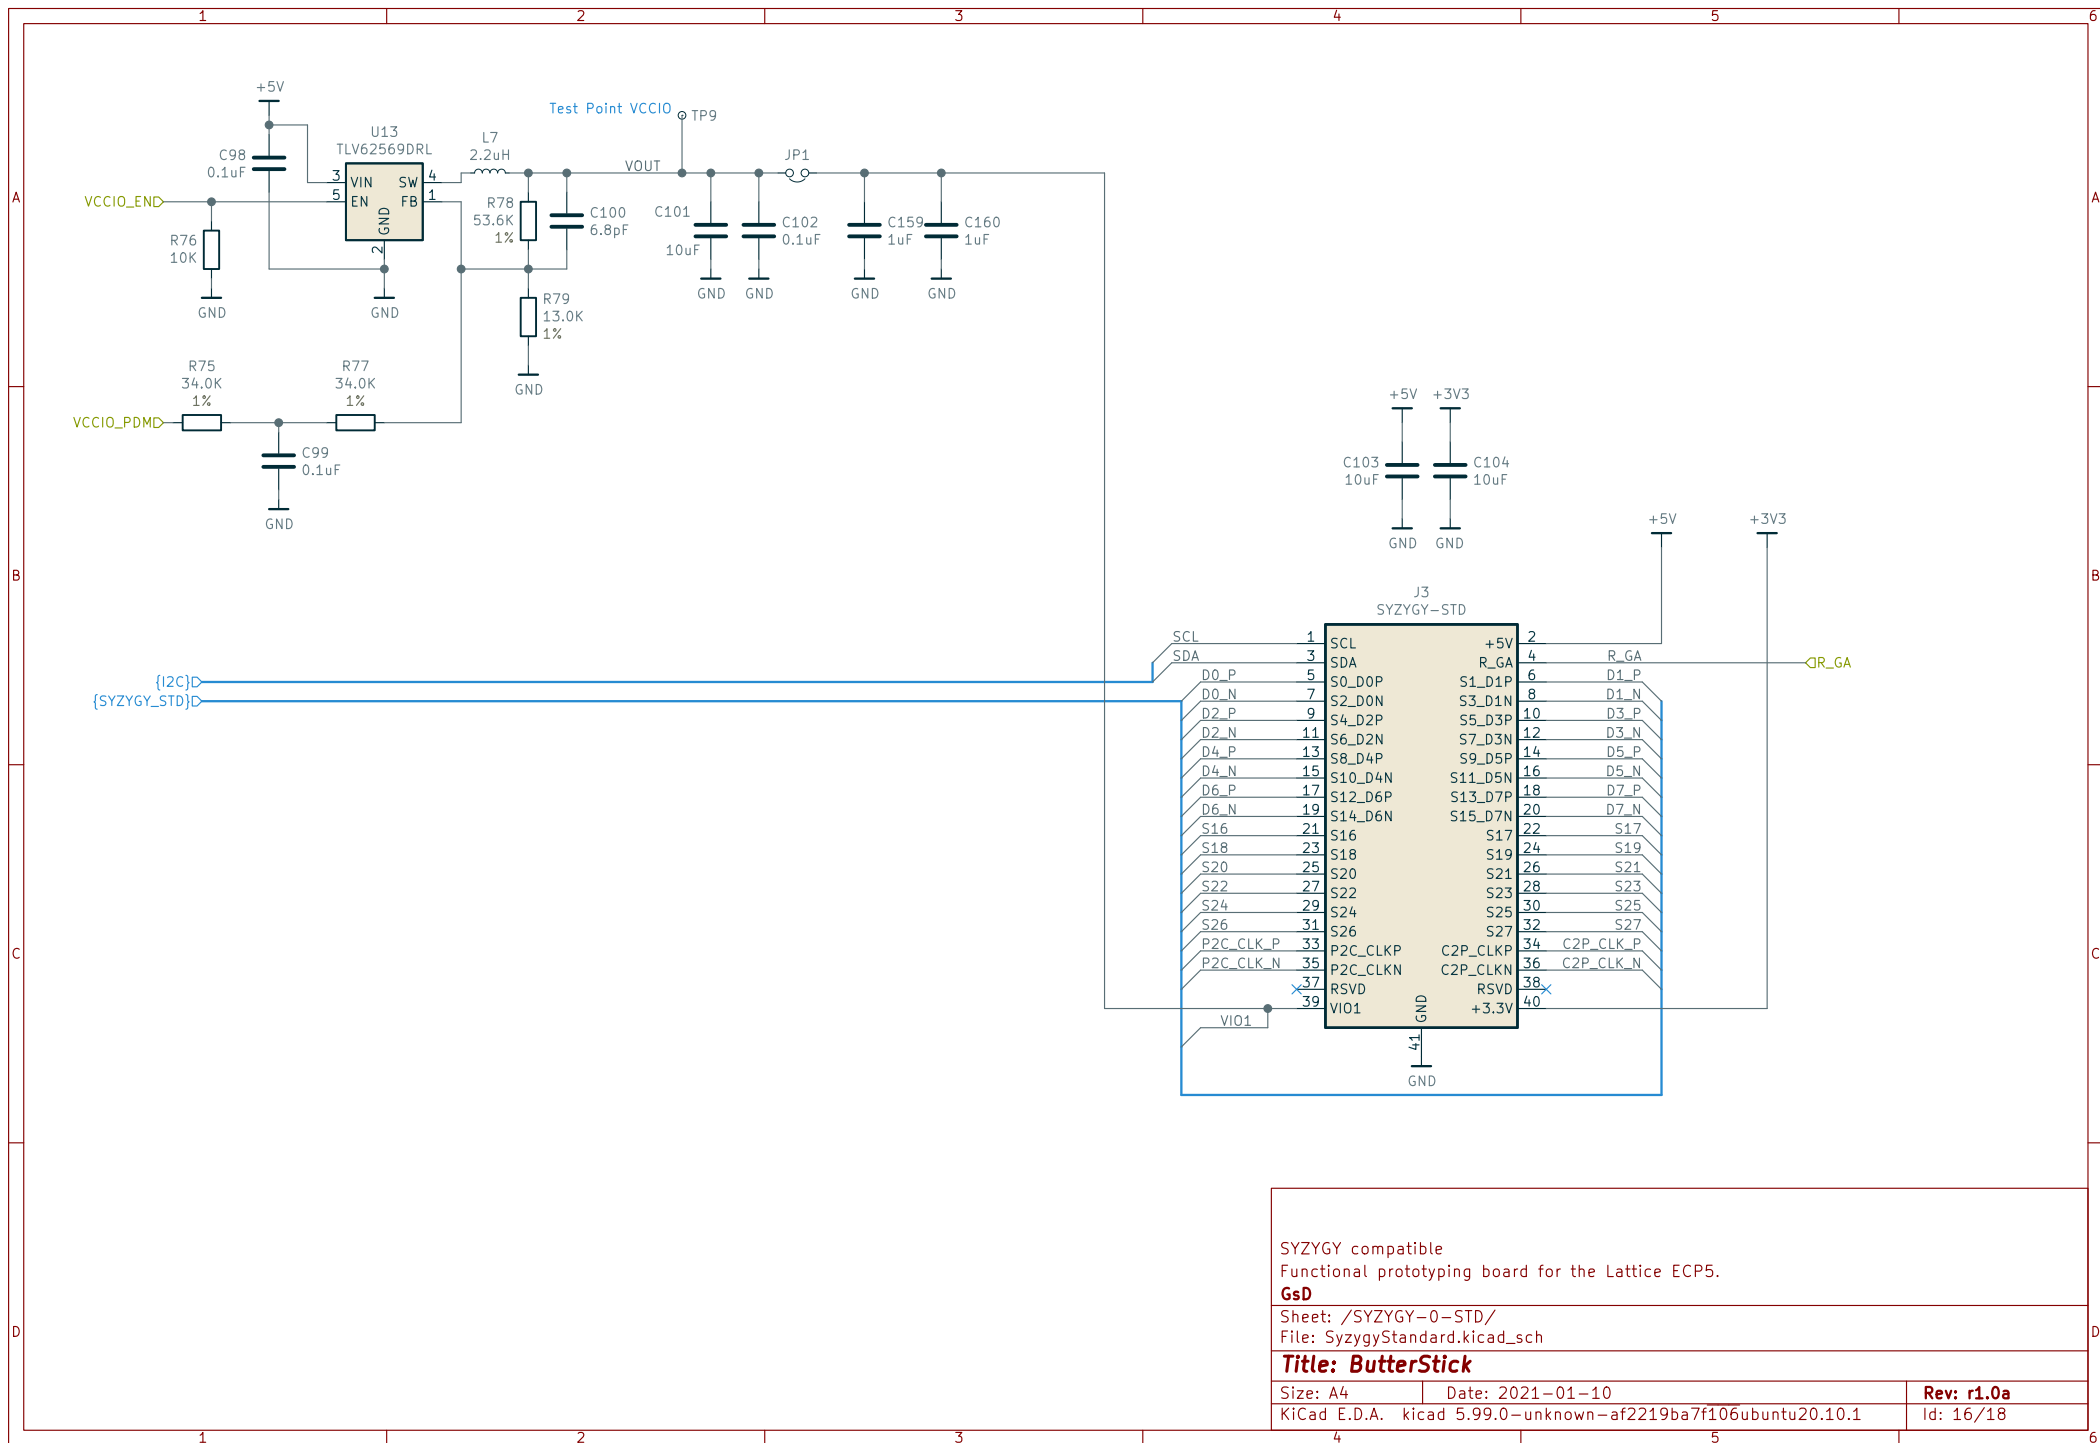 1 2 3 4 5 6
A
B
C
D
A
B
C
D
1 2 3 4 5 6
+5V
C98
0.1uF
U13
TLV62569DRL
3 VIN
5 EN
SW 4
FB 1
GND
2
GND
VCCIO_EN
R76
10K
GND
L7
2.2uH
Test Point VCCIO
TP9
VOUT
R78
53.6K
1%
C100
6.8pF
R79
13.0K
1%
GND
C101
10uF
GND
C102
0.1uF
GND
JP1
C159
1uF
GND
C160
1uF
GND
VCCIO_PDM
R75
34.0K
1%
R77
34.0K
1%
C99
0.1uF
GND
+5V
+3V3
C103
10uF
C104
10uF
GND
GND
+5V
+3V3
{I2C}
{SYZYGY_STD}
J3
SYZYGY-STD
SCL 1 SCL +5V 2
SDA 3 SDA R_GA 4 R_GA R_GA
D0_P 5 S0_D0P S1_D1P 6 D1_P
D0_N 7 S2_D0N S3_D1N 8 D1_N
D2_P 9 S4_D2P S5_D3P 10 D3_P
D2_N 11 S6_D2N S7_D3N 12 D3_N
D4_P 13 S8_D4P S9_D5P 14 D5_P
D4_N 15 S10_D4N S11_D5N 16 D5_N
D6_P 17 S12_D6P S13_D7P 18 D7_P
D6_N 19 S14_D6N S15_D7N 20 D7_N
S16 21 S16 S17 22 S17
S18 23 S18 S19 24 S19
S20 25 S20 S21 26 S21
S22 27 S22 S23 28 S23
S24 29 S24 S25 30 S25
S26 31 S26 S27 32 S27
P2C_CLK_P 33 P2C_CLKP C2P_CLKP 34 C2P_CLK_P
P2C_CLK_N 35 P2C_CLKN C2P_CLKN 36 C2P_CLK_N
37 RSVD RSVD 38
39 VIO1 +3.3V 40
VIO1
GND
41
GND
SYZYGY compatible
Functional prototyping board for the Lattice ECP5.
GsD
Sheet: /SYZYGY-0-STD/
File: SyzygyStandard.kicad_sch
Title: ButterStick
Size: A4 Date: 2021-01-10 Rev: r1.0a
KiCad E.D.A. kicad 5.99.0-unknown-af2219ba7f106ubuntu20.10.1 Id: 16/18